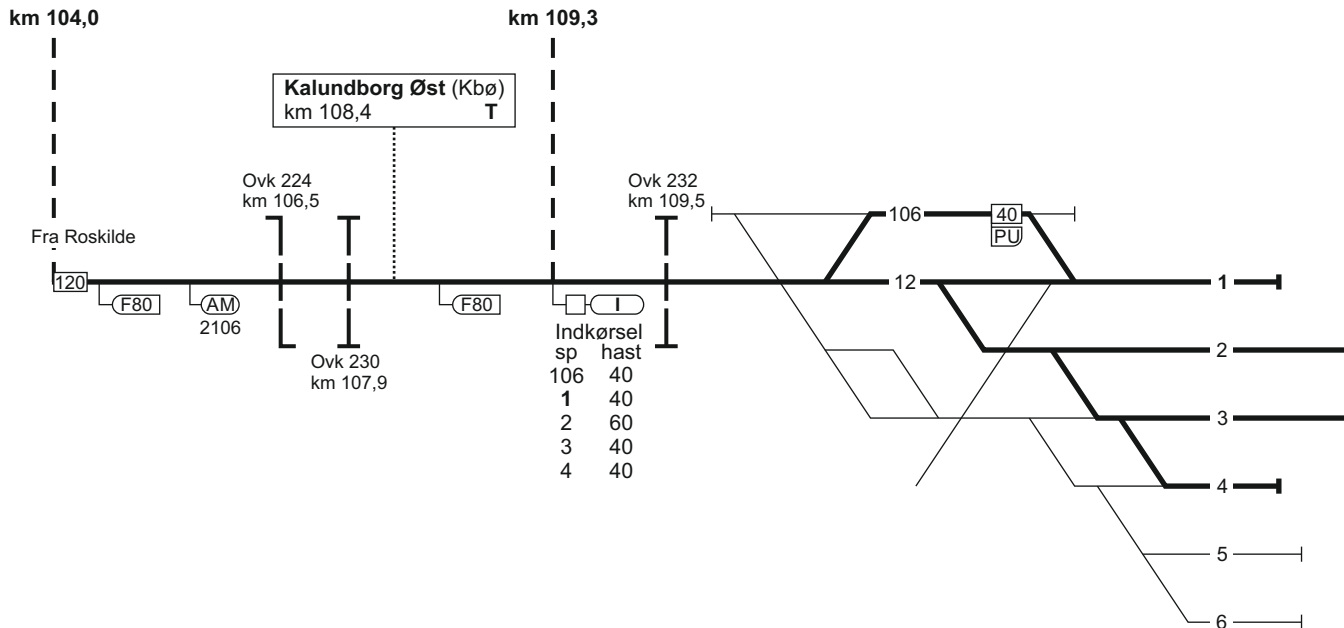 km 104,0
km 109,3
Kalundborg Øst (Kbø)
km 108,4 T
Ovk 224
km 106,5
Ovk 232
km 109,5
Fra Roskilde
106
40
PU
120
12
1
F80
AM
2106
F80
I
Ovk 230
km 107,9
Indkørsel
sp hast
106 40
1 40
2 60
3 40
4 40
2
3
4
5
6